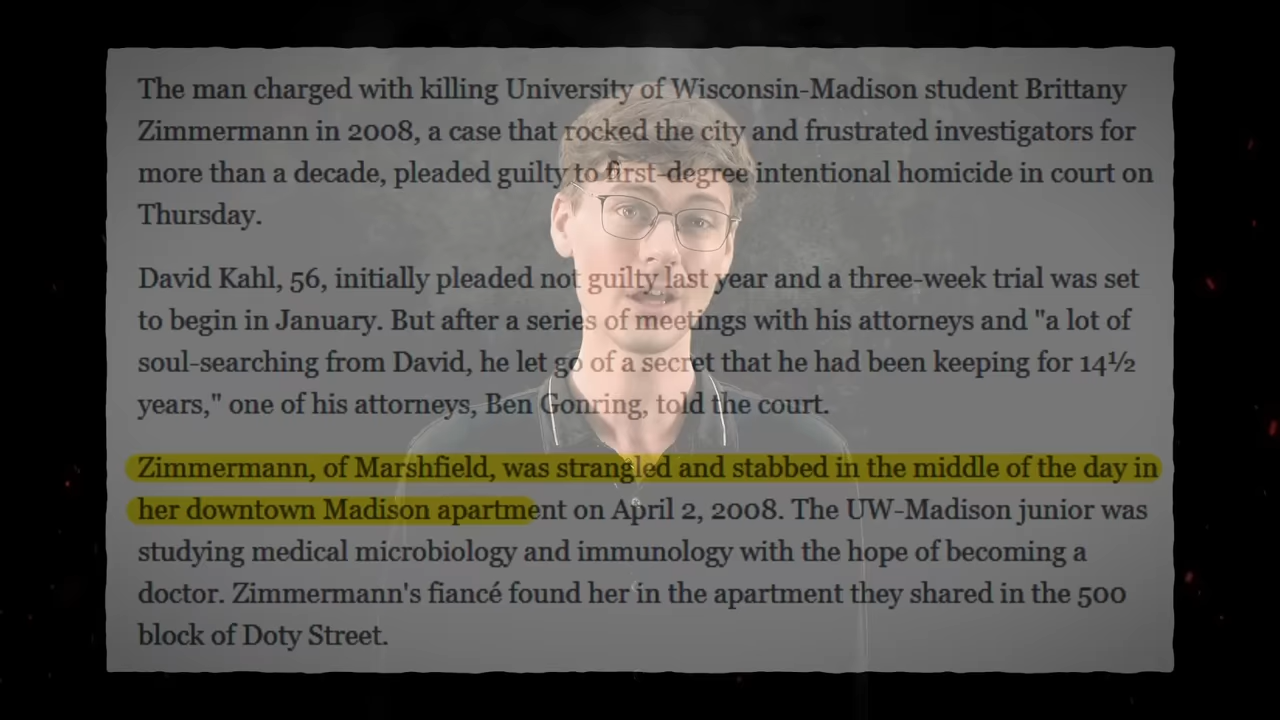 The man charged with killing University of Wisconsin-Madison student Brittany
Zimmermann in 2008, a case that rocked the city and frustrated investigators for
more than a decade, pleaded guilty to first-degree intentional homicide in court on
Thursday.
David Kahl, 56, initially pleaded not guilty last year and a three-week trial was set
to begin in January. But after a series of meetings with his attorneys and "a lot of
soul-searching from David, he let go of a secret that he had been keeping for 14½
years," one of his attorneys, Ben Gonring, told the court.
Zimmermann, of Marshfield, was strangled and stabbed in the middle of the day in
her downtown Madison apartment on April 2, 2008. The UW-Madison junior was
studying medical microbiology and immunology with the hope of becoming a
doctor. Zimmermann's fiancé found her in the apartment they shared in the 500
block of Doty Street.